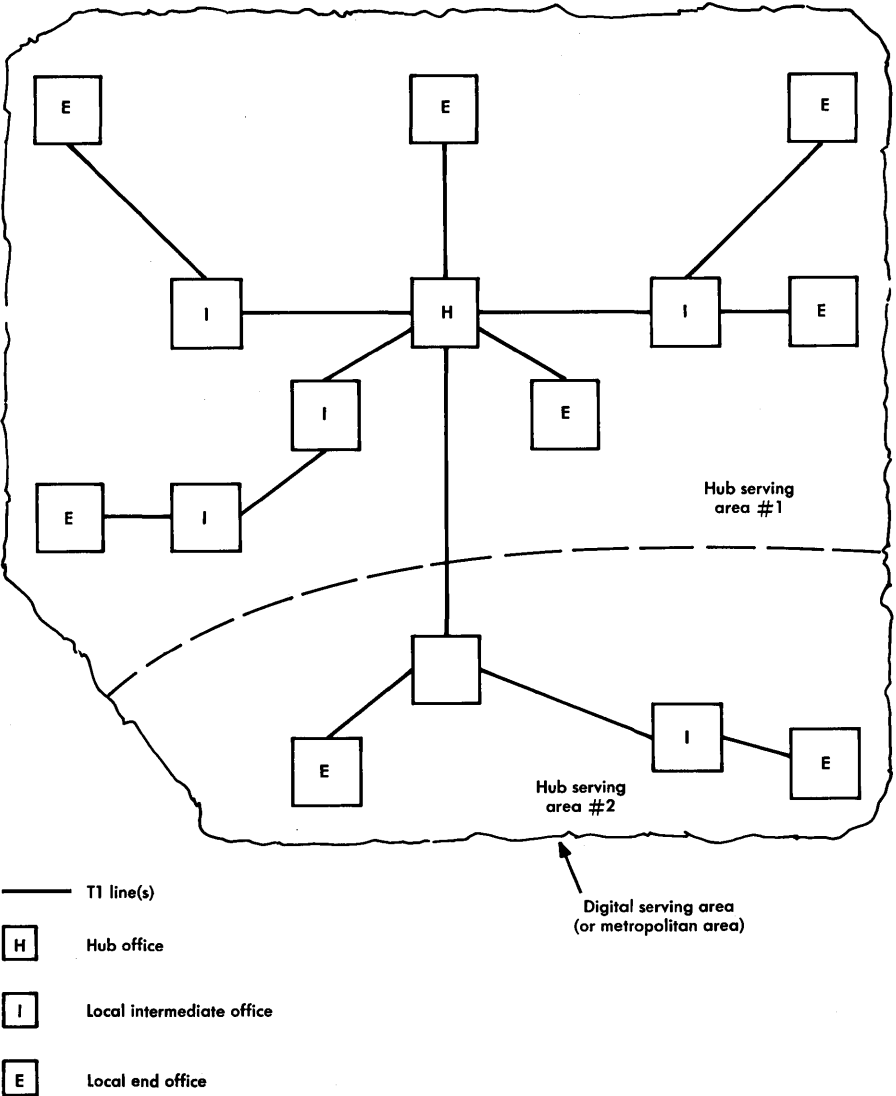 E
E
E
I
H
I
E
I
E
E
I
Hub serving
area #1
E
I
E
Hub serving
area #2
T1 line(s)
Digital serving area
(or metropolitan area)
H
Hub office
I
Local intermediate office
E
Local end office